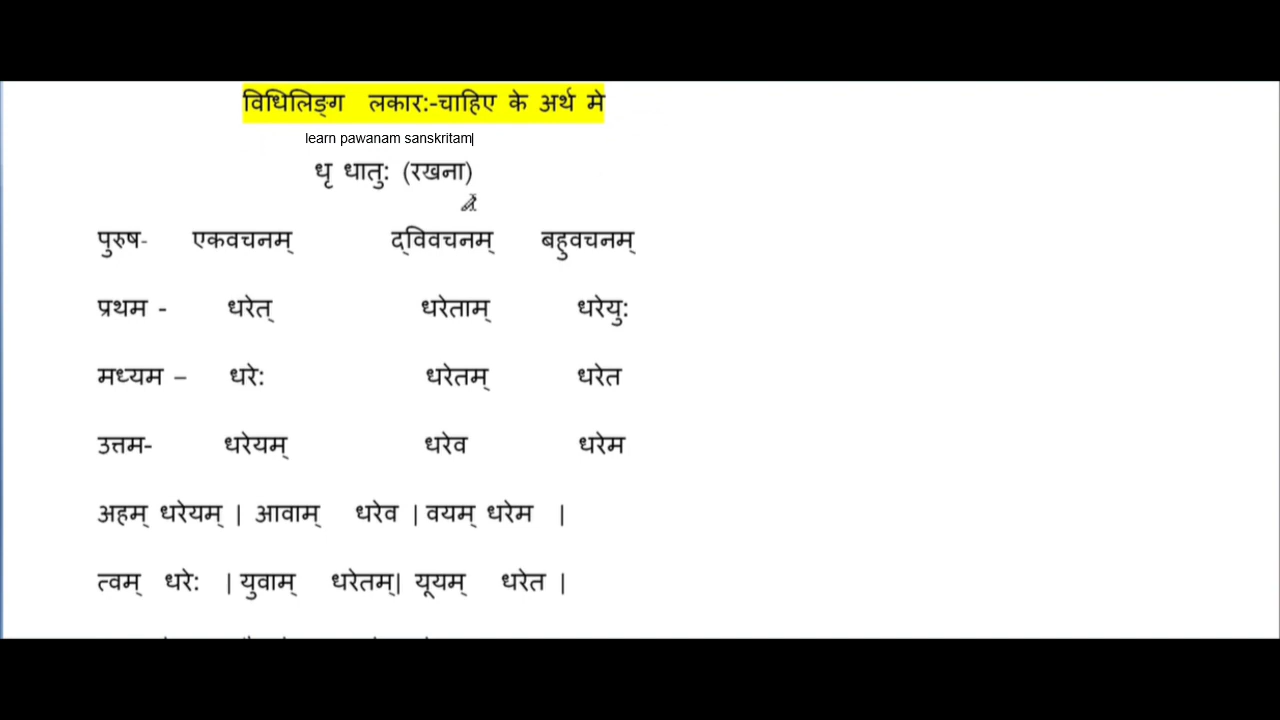 विधिलिङ्ग लकार:-चाहिए के अर्थ मे
learn pawanam sanskritam|
धृ धातु: (रखना)
पुरुष- एकवचनम् द्विवचनम् बहुवचनम्
प्रथम - धरेत् धरेताम् धरेयु:
मध्यम – धरे: धरेतम् धरेत
उत्तम- धरेयम् धरेव धरेम
अहम् धरेयम् | आवाम् धरेव | वयम् धरेम |
त्वम् धरे: | युवाम् धरेतम्| यूयम् धरेत |